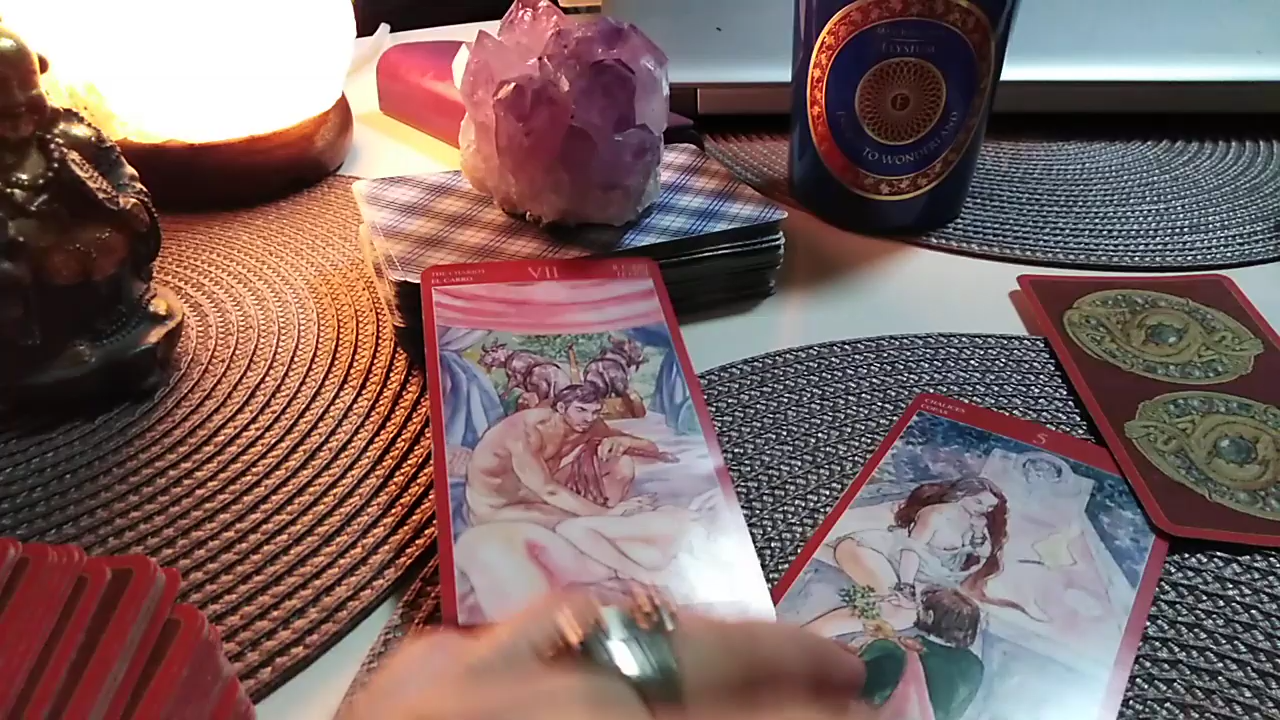 ELYSIUM
TO WONDERLAND
F
THE CHARIOT
EL CARRO
VII
CHALICES
COPAS
5